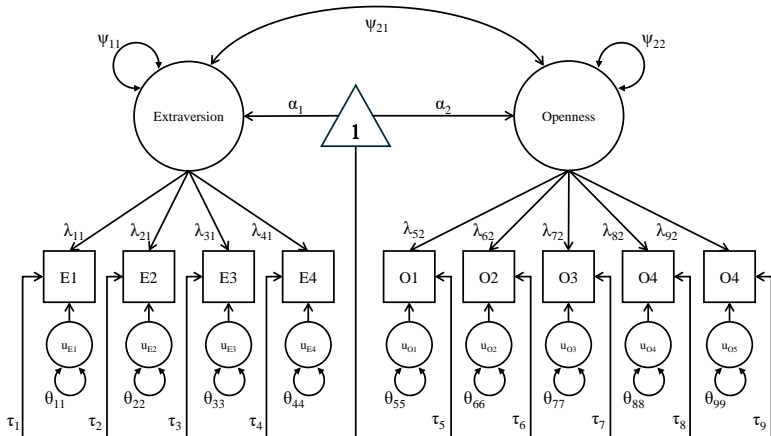 ψ21
ψ11
ψ22
α1
α2
Extraversion
1
Openness
λ11
λ21
λ31
λ41
λ52
λ62
λ72
λ82
λ92
E1
E2
E3
E4
O1
O2
O3
O4
O4
uE1
uE2
uE3
uE4
uO1
uO2
uO3
uO4
uO5
θ11
θ22
θ33
θ44
θ55
θ66
θ77
θ88
θ99
τ1
τ2
τ3
τ4
τ5
τ6
τ7
τ8
τ9